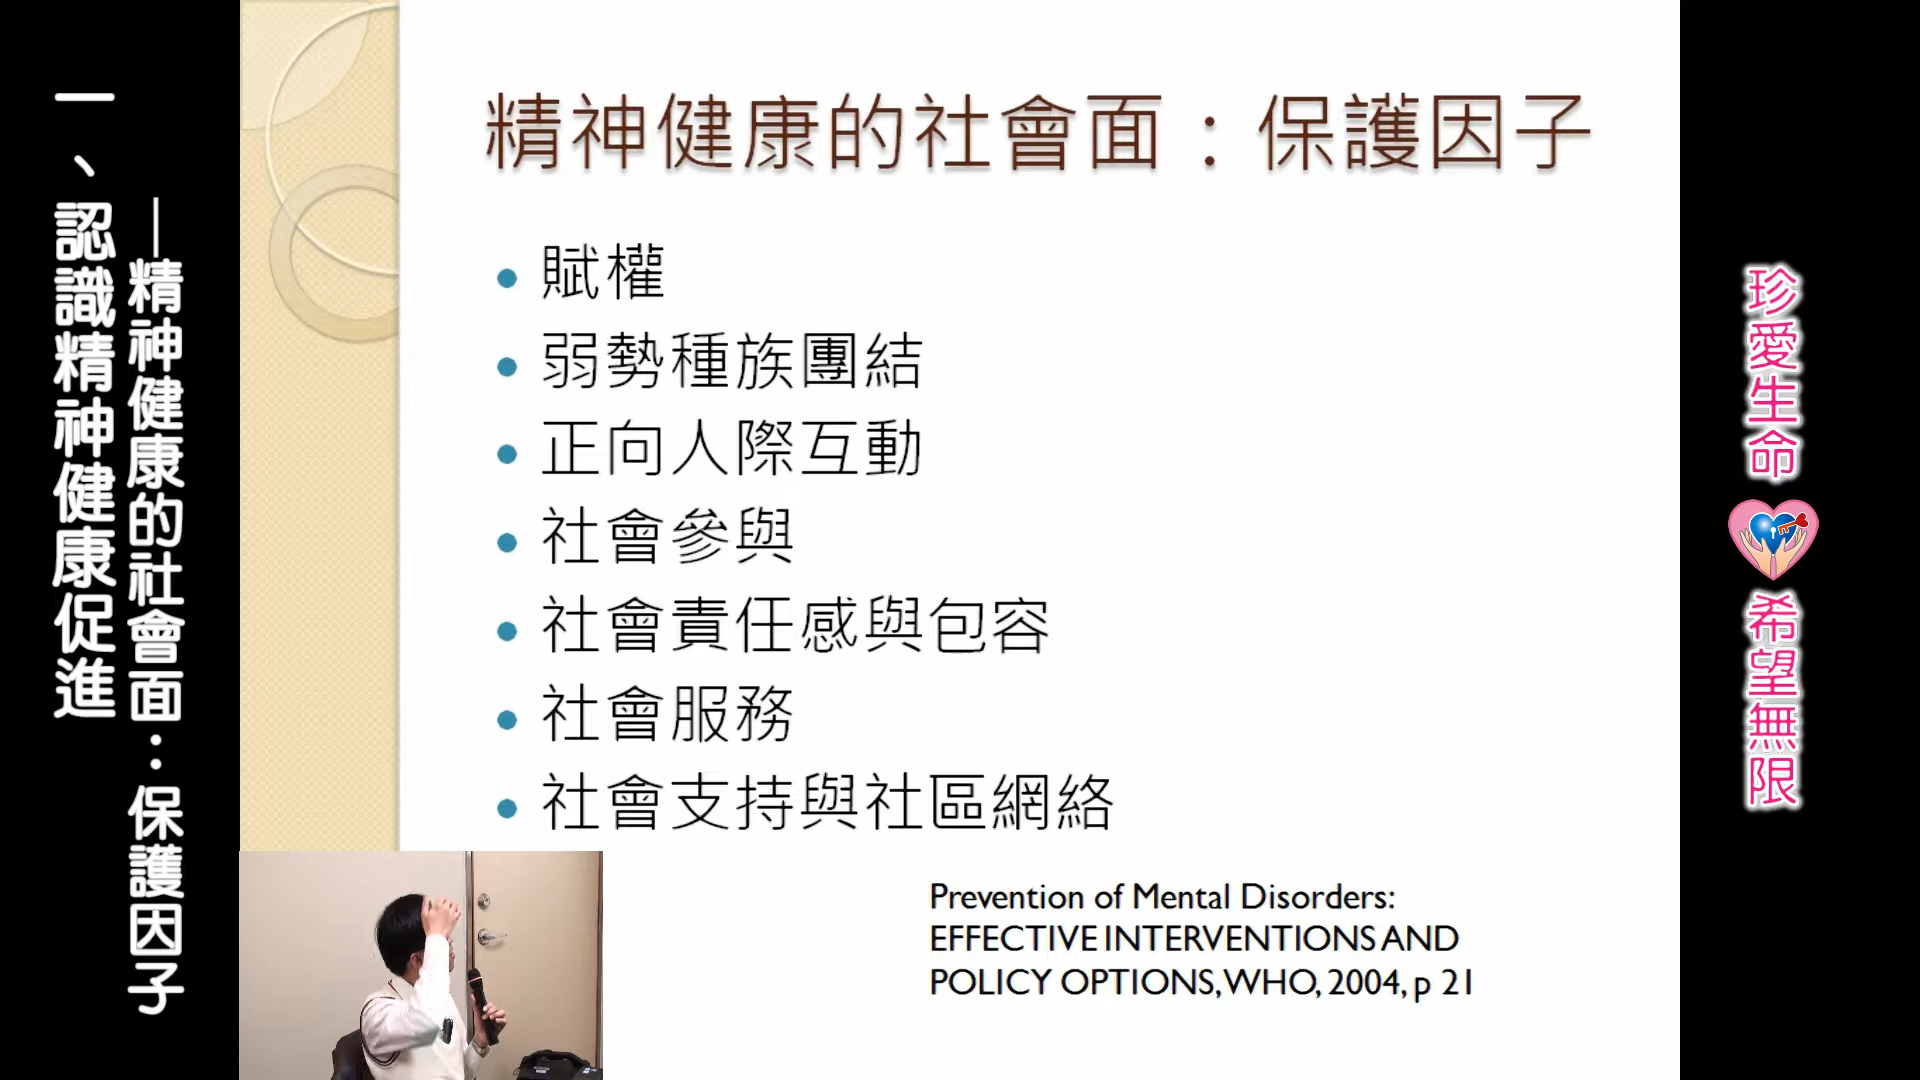 一、認識精神健康促進
—精神健康的社會面：保護因子
精神健康的社會面：保護因子
• 賦權
• 弱勢種族團結
• 正向人際互動
• 社會參與
• 社會責任感與包容
• 社會服務
• 社會支持與社區網絡
Prevention of Mental Disorders:
EFFECTIVE INTERVENTIONS AND
POLICY OPTIONS, WHO, 2004, p 21
珍愛生命
希望無限